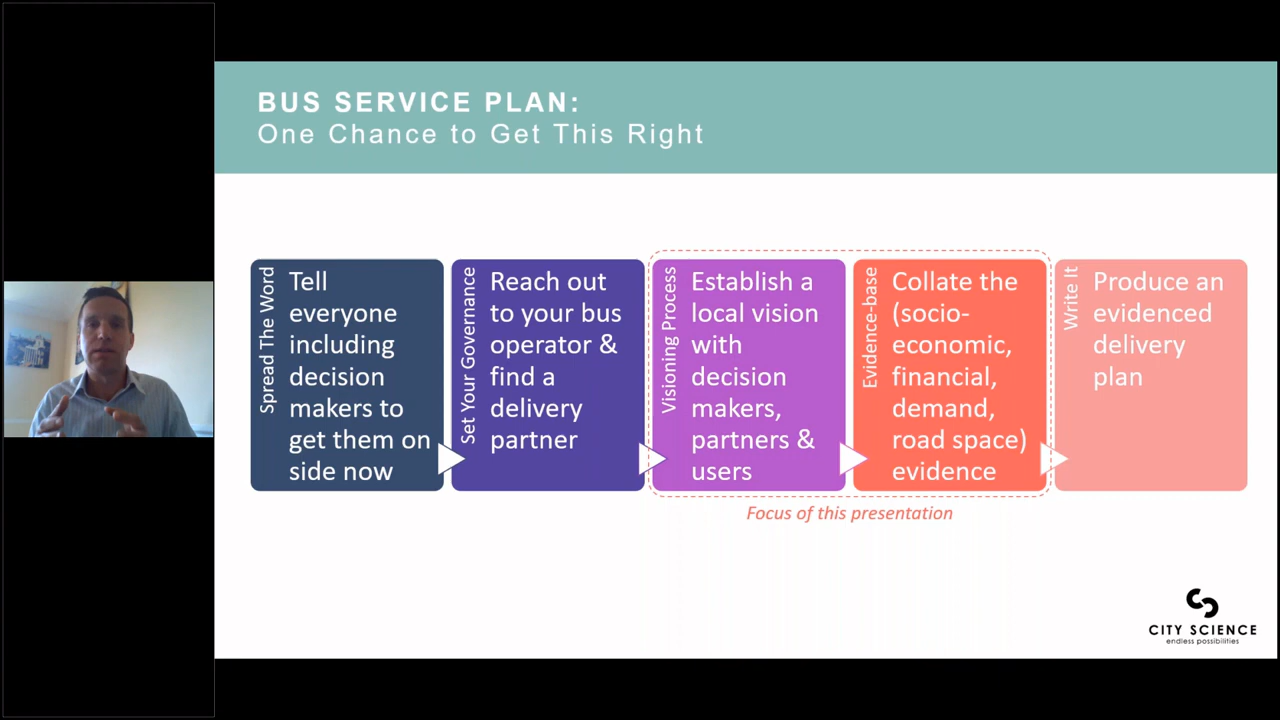 BUS SERVICE PLAN:
One Chance to Get This Right
Spread The Word
Tell
everyone
including
decision
makers to
get them on
side now
Set Your Governance
Reach out
to your bus
operator &
find a
delivery
partner
Visioning Process
Establish a
local vision
with
decision
makers,
partners &
users
Evidence-base
Collate the
(socio-
economic,
financial,
demand,
road space)
evidence
Write It
Produce an
evidenced
delivery
plan
Focus of this presentation
CITY SCIENCE
endless possibilities